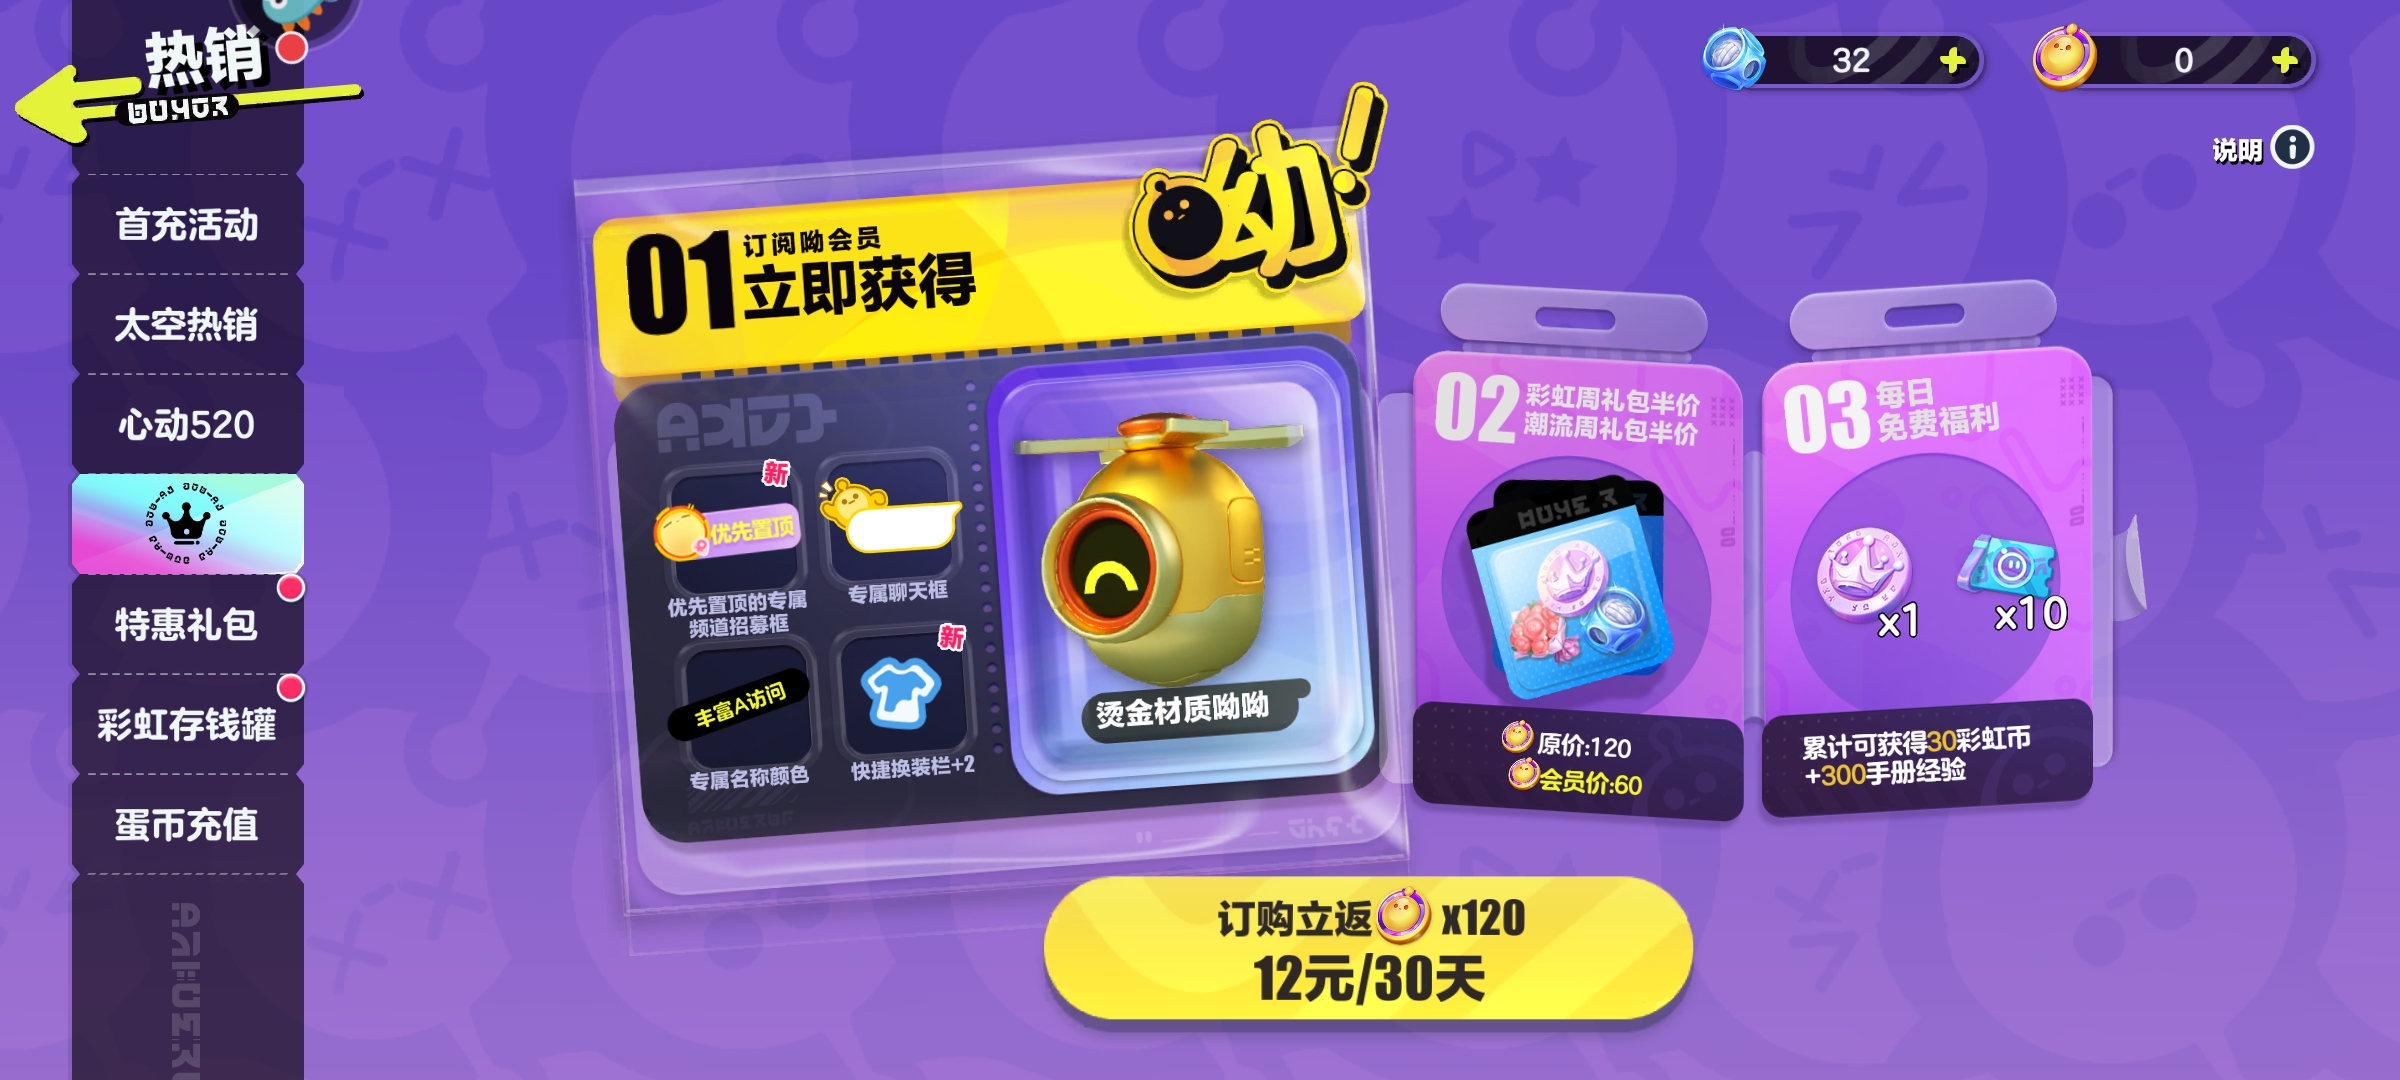 热销
32
0
说明
首充活动
太空热销
心动520
特惠礼包
彩虹存钱罐
蛋币充值
01
订阅呦会员
立即获得
呦!
新
优先置顶
优先置顶的专属
频道招募框
专属聊天框
丰富A访问
专属名称颜色
新
快捷换装栏+2
烫金材质呦呦
02
彩虹周礼包半价
潮流周礼包半价
原价:120
会员价:60
03
每日
免费福利
x1
x10
累计可获得30彩虹币
+300手册经验
订购立返 x120
12元/30天